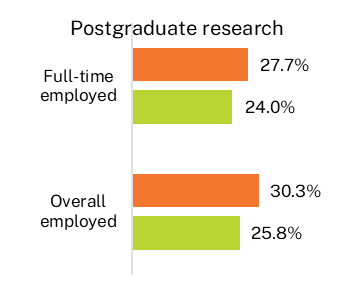 Postgraduate research
Full-time
employed
27.7%
24.0%
Overall
employed
30.3%
25.8%